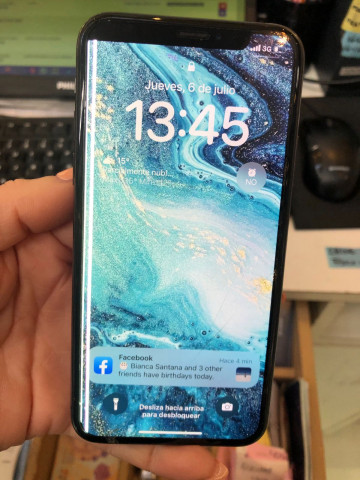 PHILIPS
3G
Jueves, 6 de julio
13:45
15°
NO
Facebook
Hace 4 min
Bianca Santana and 3 other
friends have birthdays today.
Desliza hacia arriba
para desbloquear